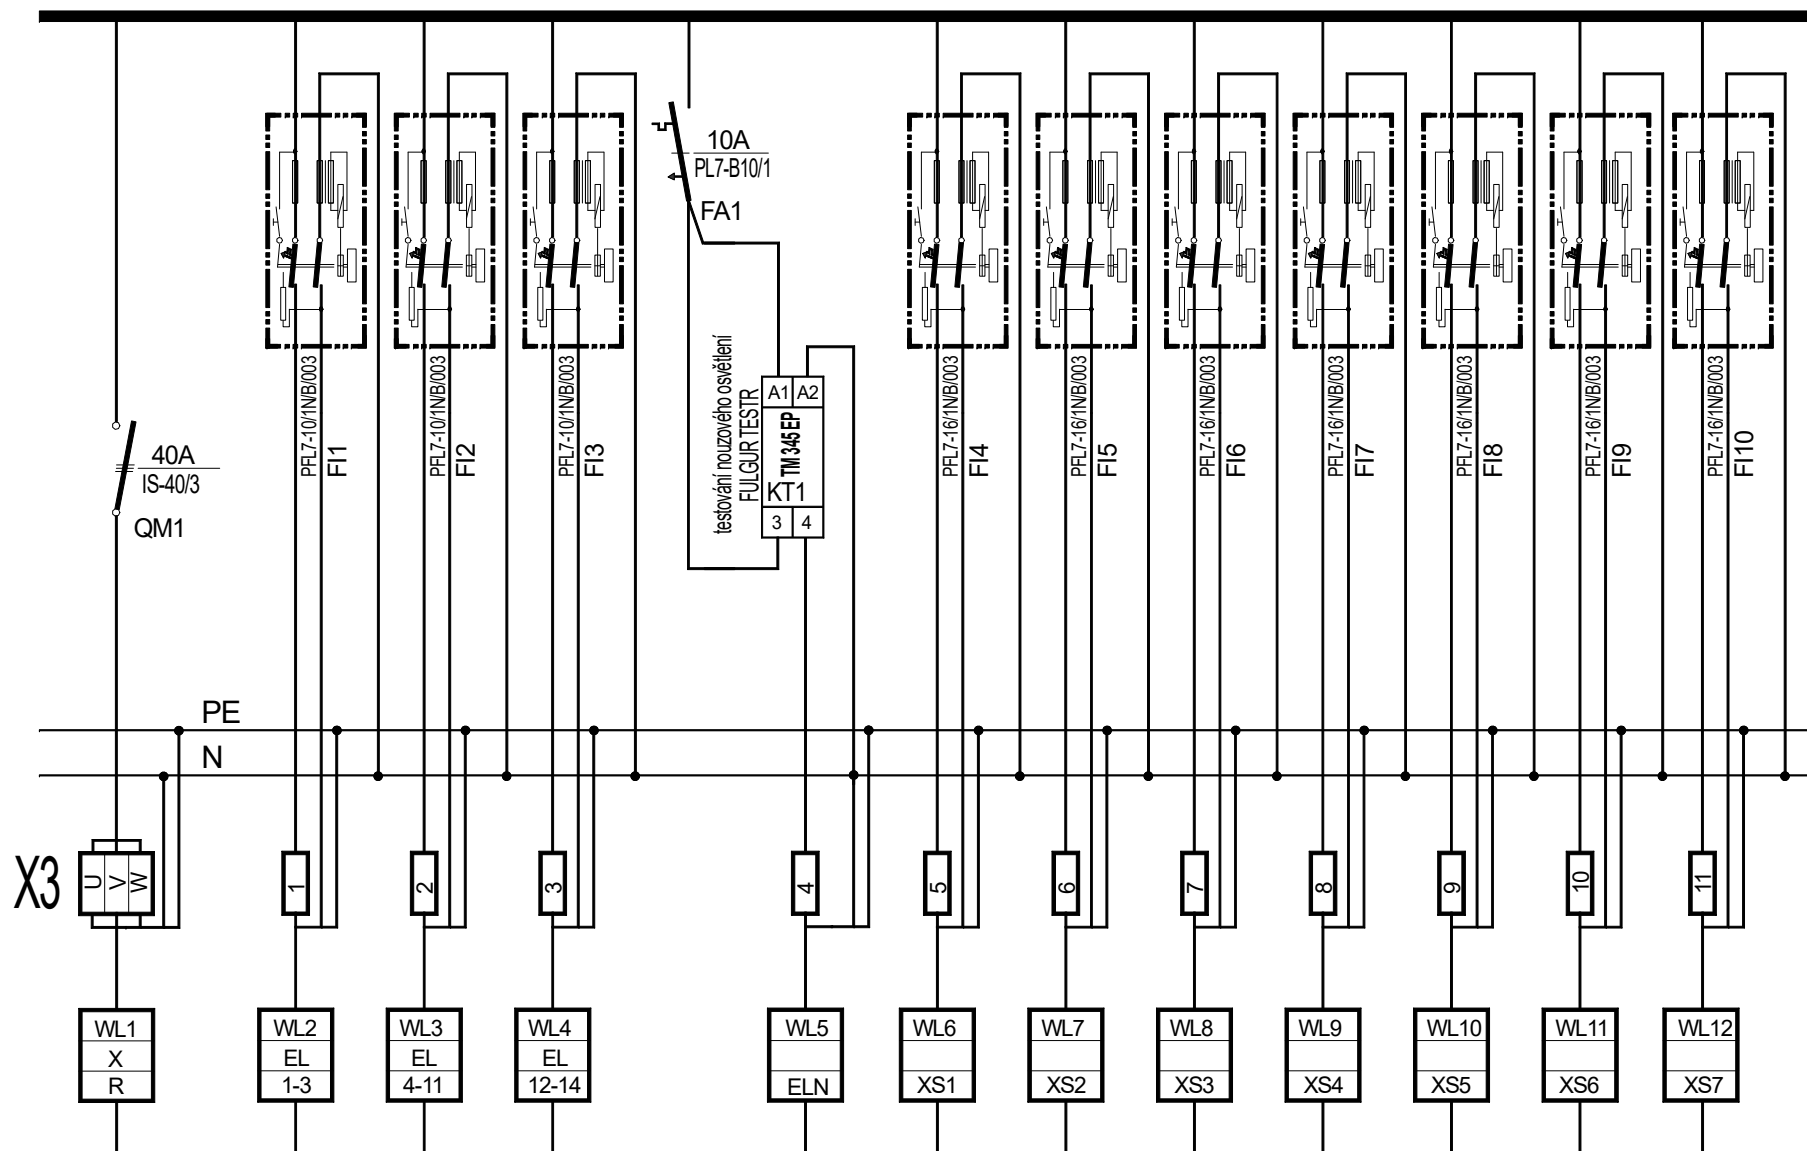 40A
IS-40/3
QM1
PFL7-10/1N/B/003
FI1
PFL7-10/1N/B/003
FI2
PFL7-10/1N/B/003
FI3
10A
PL7-B10/1
FA1
testování nouzového osvětlení
FULGUR TESTR
A1 A2
TM 345 EP
KT1
3 4
PFL7-16/1N/B/003
FI4
PFL7-16/1N/B/003
FI5
PFL7-16/1N/B/003
FI6
PFL7-16/1N/B/003
FI7
PFL7-16/1N/B/003
FI8
PFL7-16/1N/B/003
FI9
PFL7-16/1N/B/003
FI10
PE
N
X3
U V W
1
2
3
4
5
6
7
8
9
10
11
WL1
X
R
WL2
EL
1-3
WL3
EL
4-11
WL4
EL
12-14
WL5
ELN
WL6
XS1
WL7
XS2
WL8
XS3
WL9
XS4
WL10
XS5
WL11
XS6
WL12
XS7